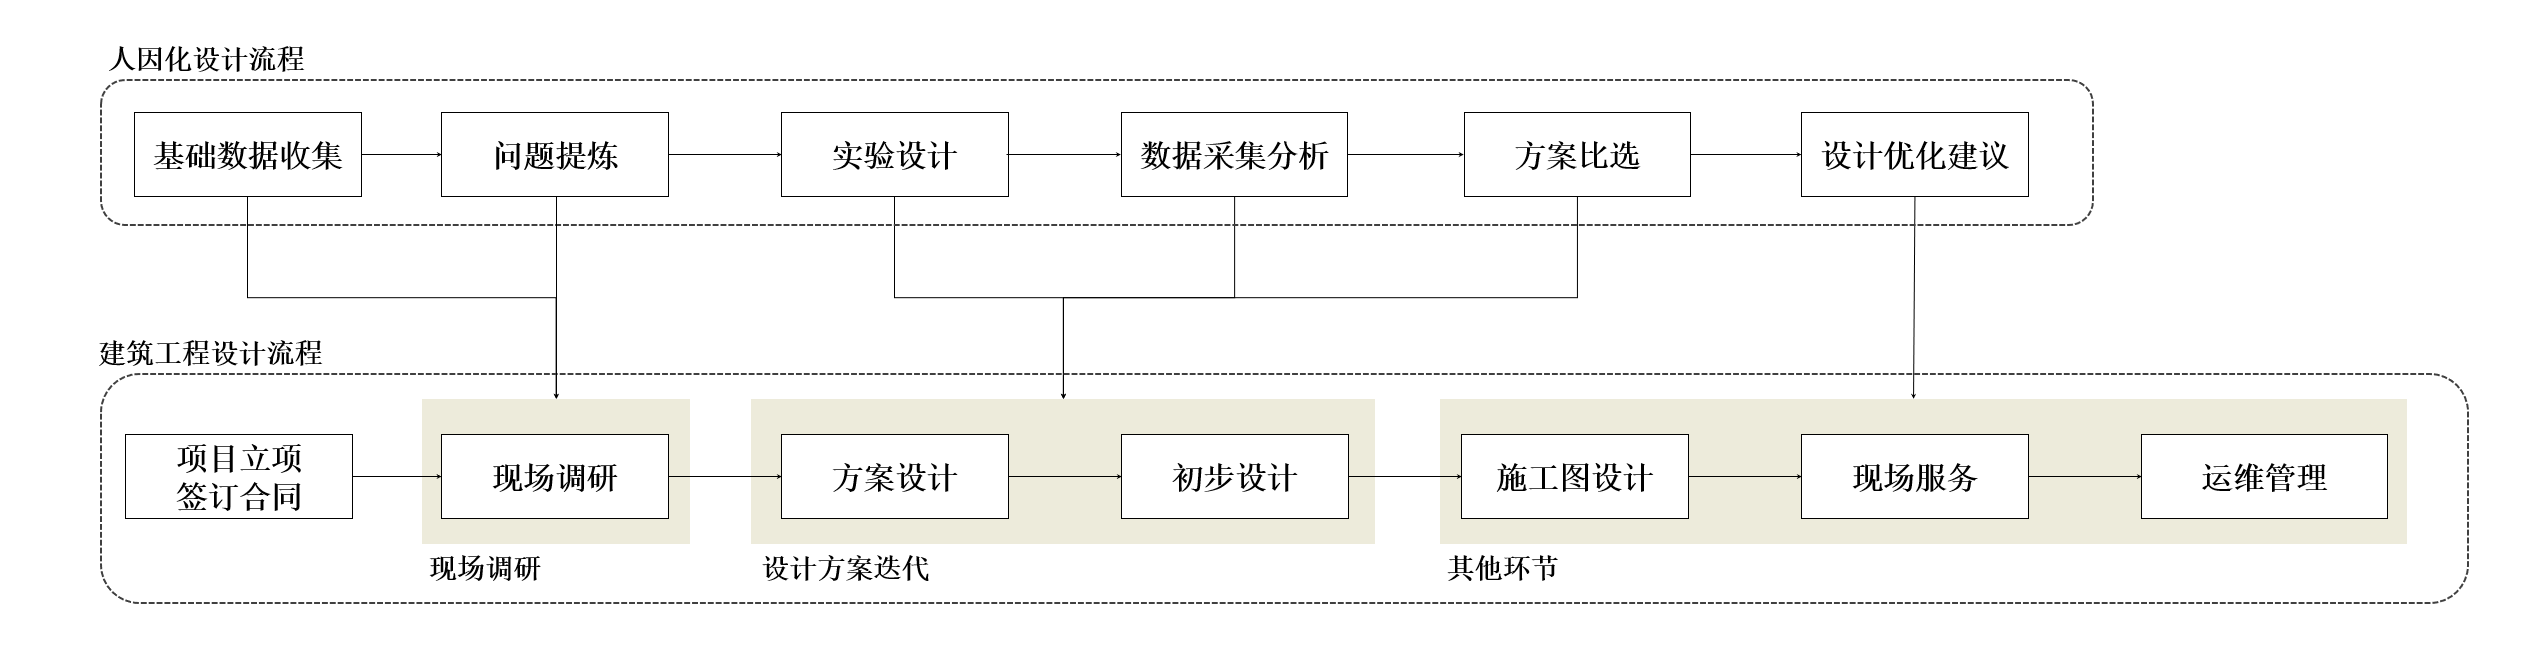 人因化设计流程
基础数据收集
问题提炼
实验设计
数据采集分析
方案比选
设计优化建议
建筑工程设计流程
项目立项
签订合同
现场调研
方案设计
初步设计
施工图设计
现场服务
运维管理
现场调研
设计方案迭代
其他环节